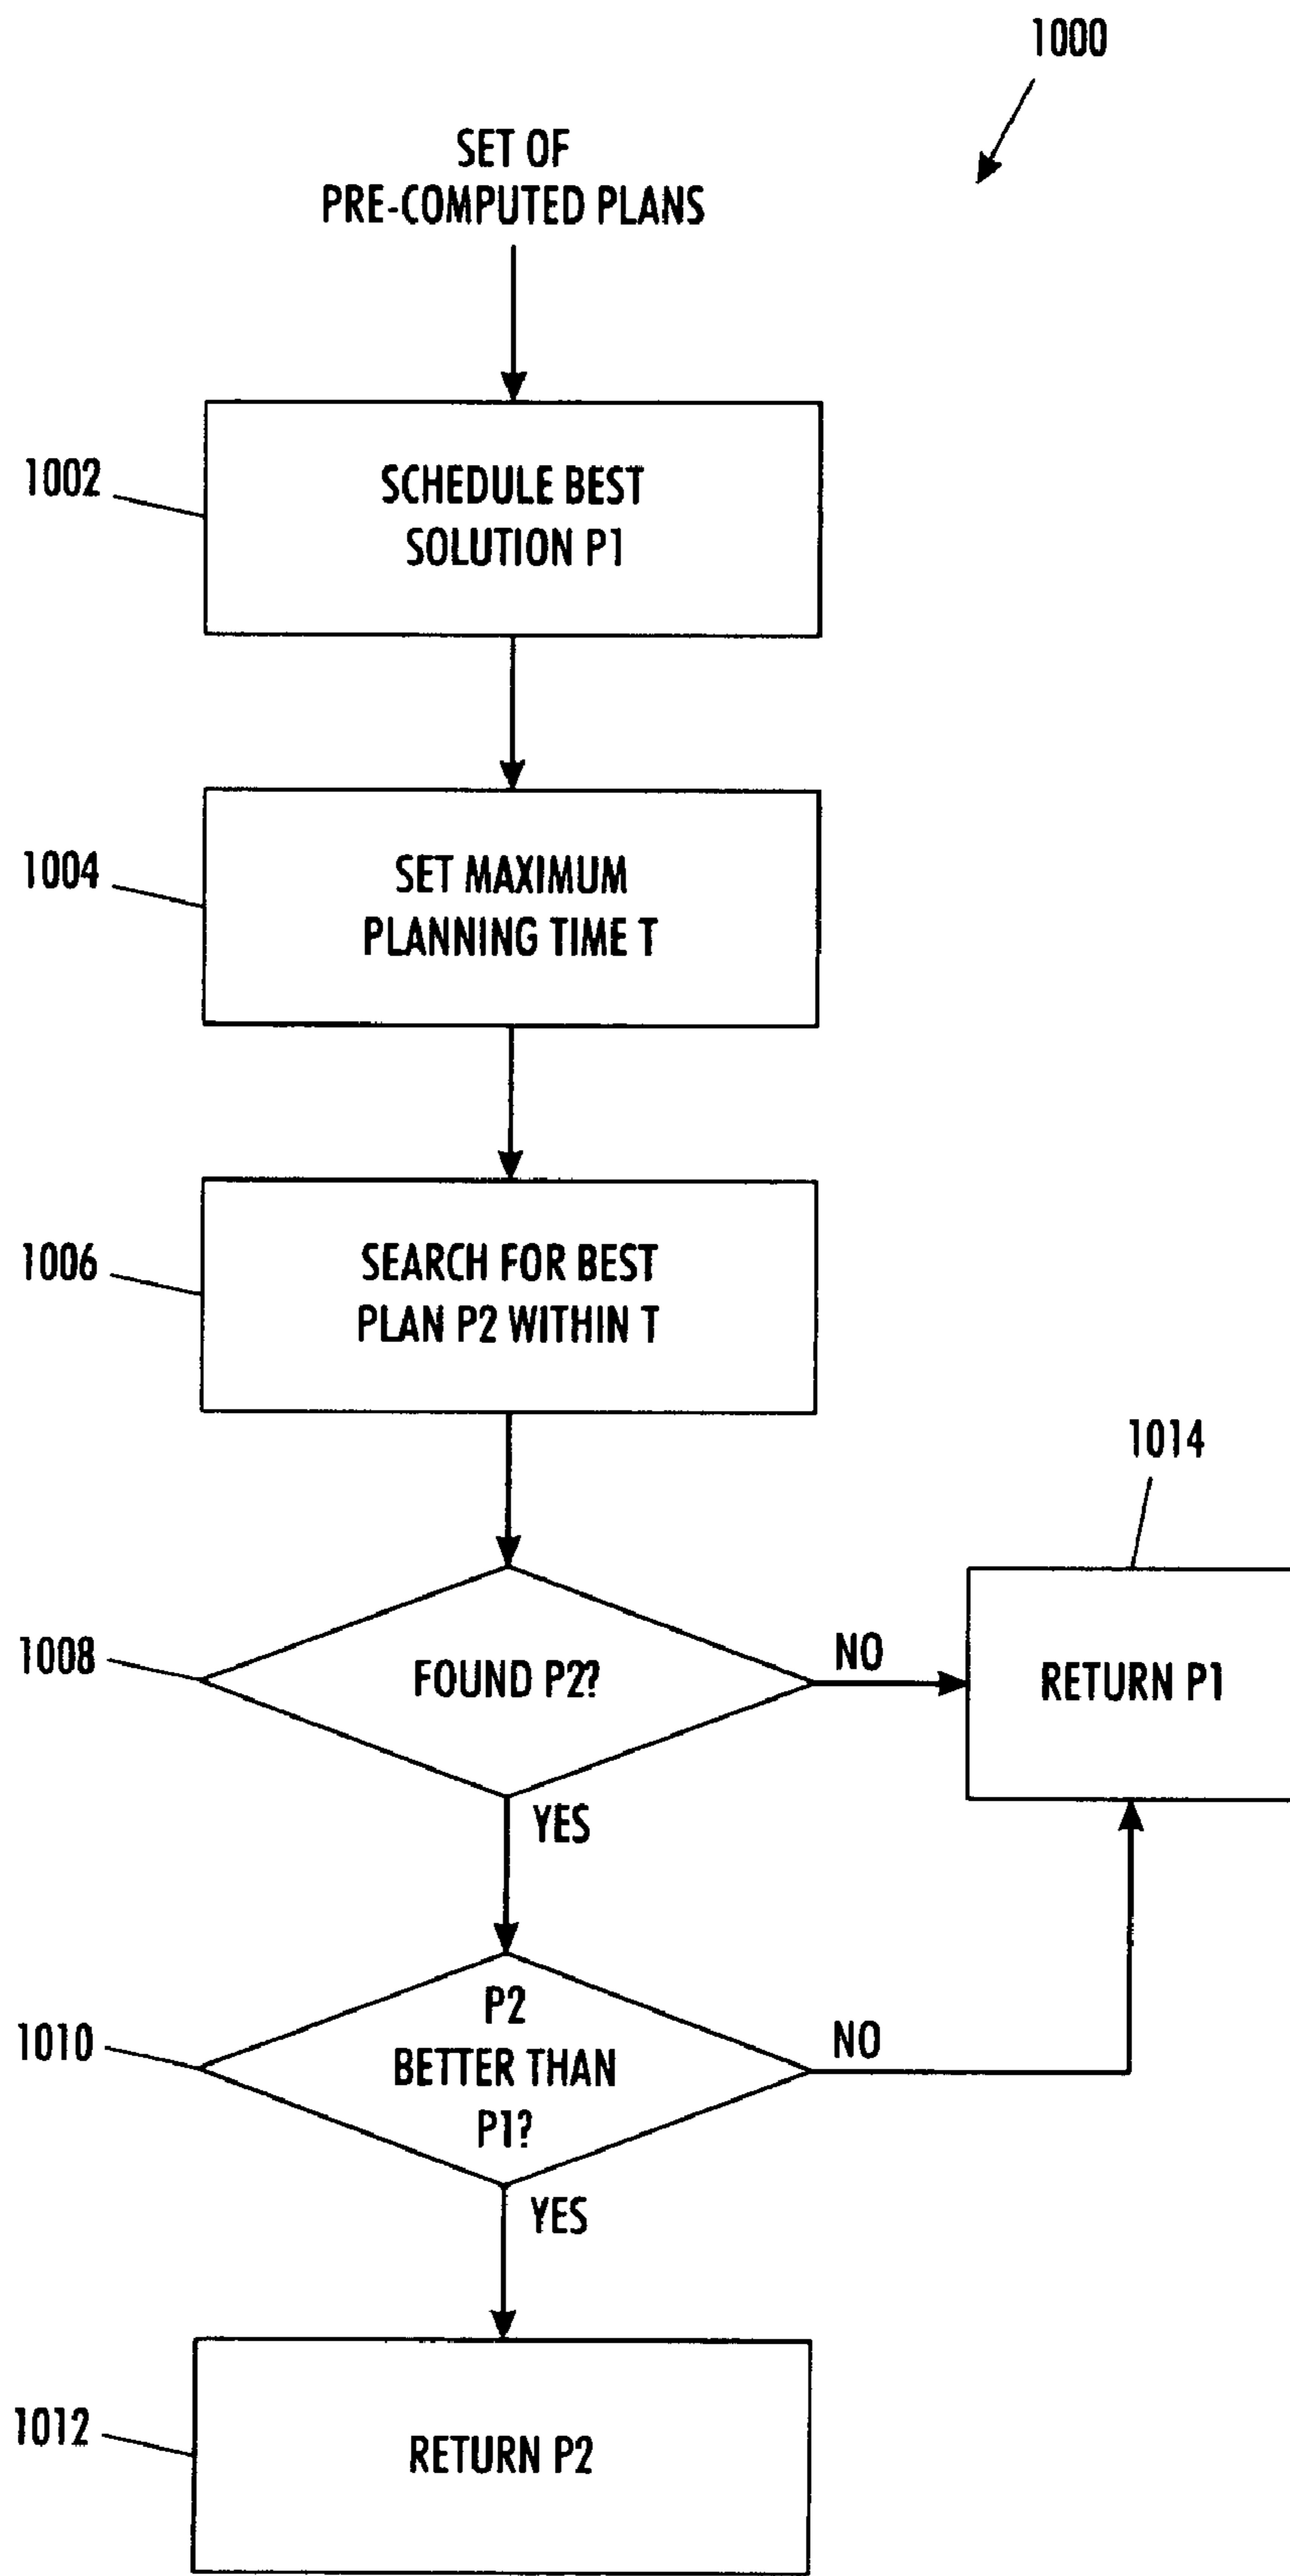 1000
SET OF
PRE-COMPUTED PLANS
1002
SCHEDULE BEST
SOLUTION P1
1004
SET MAXIMUM
PLANNING TIME T
1006
SEARCH FOR BEST
PLAN P2 WITHIN T
1014
1008
FOUND P2?
NO
RETURN P1
YES
1010
P2
BETTER THAN
P1?
NO
YES
1012
RETURN P2